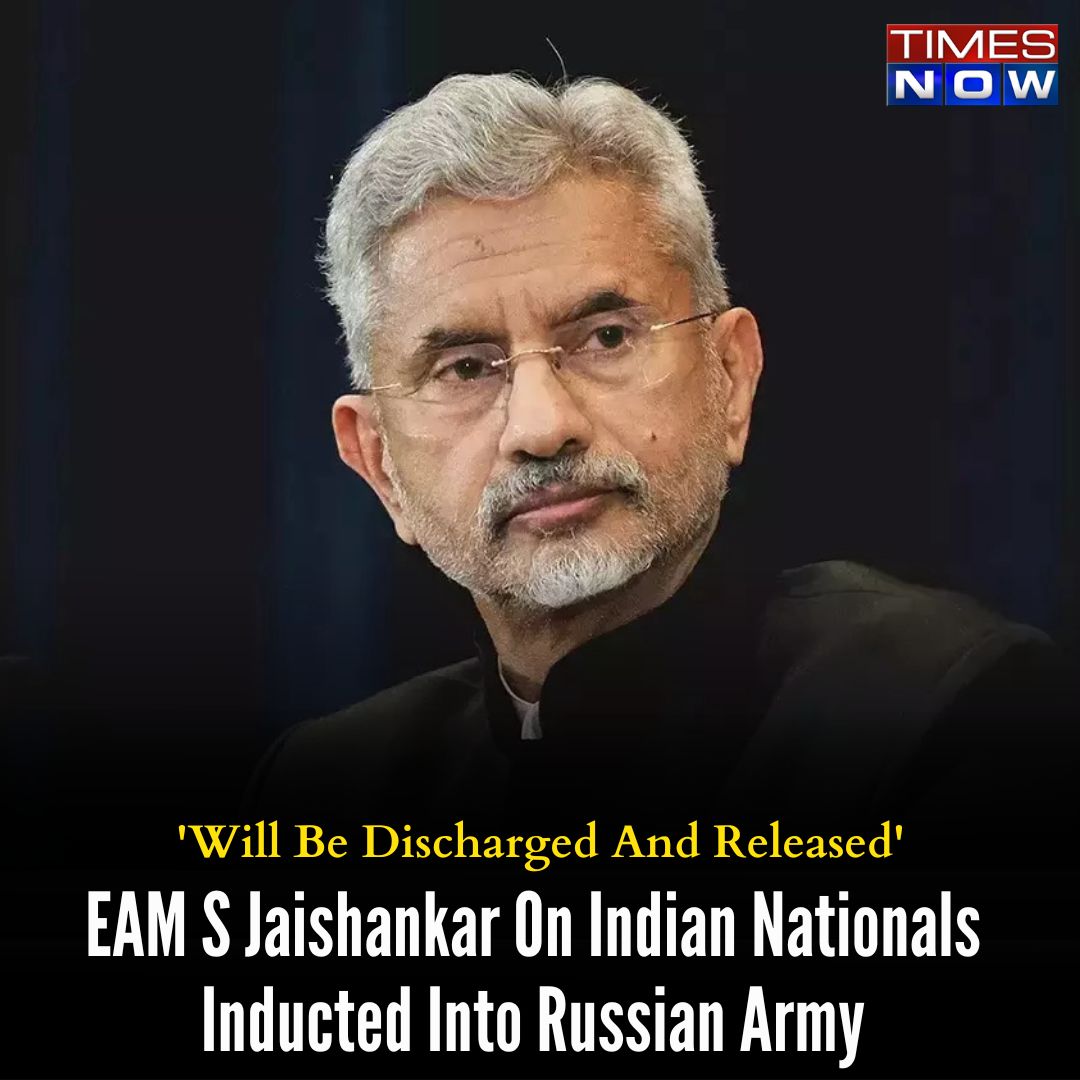 TIMES
NOW
'Will Be Discharged And Released'
EAM S Jaishankar On Indian Nationals
Inducted Into Russian Army